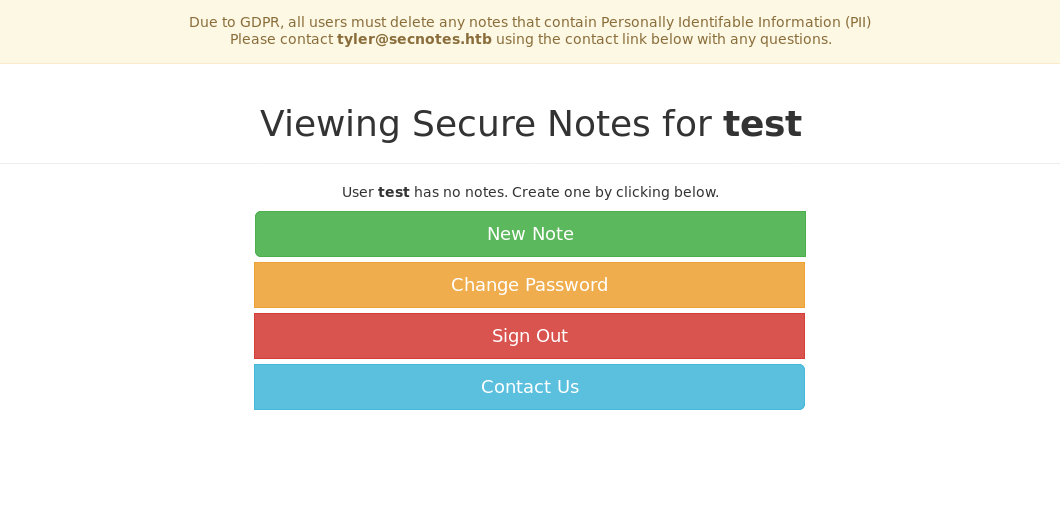 Due to GDPR, all users must delete any notes that contain Personally Identifable Information (PII)
Please contact tyler@secnotes.htb using the contact link below with any questions.
Viewing Secure Notes for test
User test has no notes. Create one by clicking below.
New Note
Change Password
Sign Out
Contact Us